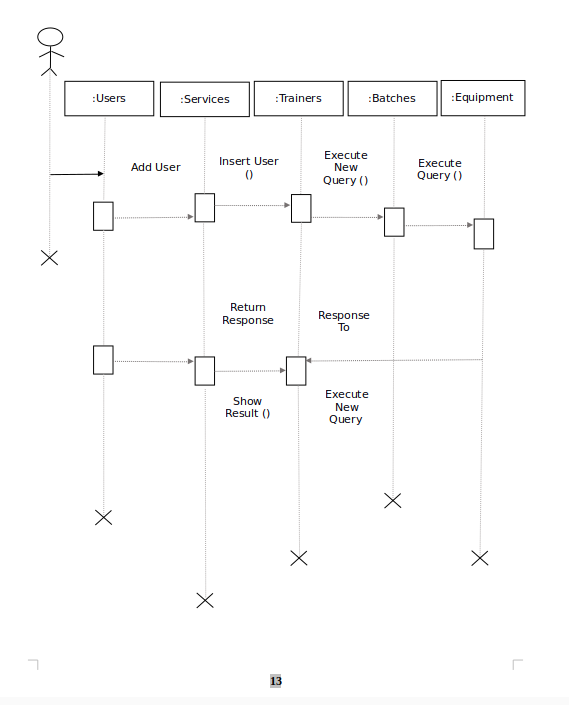 :Users
:Services
:Trainers
:Batches
:Equipment
Add User
Insert User
()
Execute
New
Query ()
Execute
Query ()
Return
Response
Response
To
Show
Result ()
Execute
New
Query
13